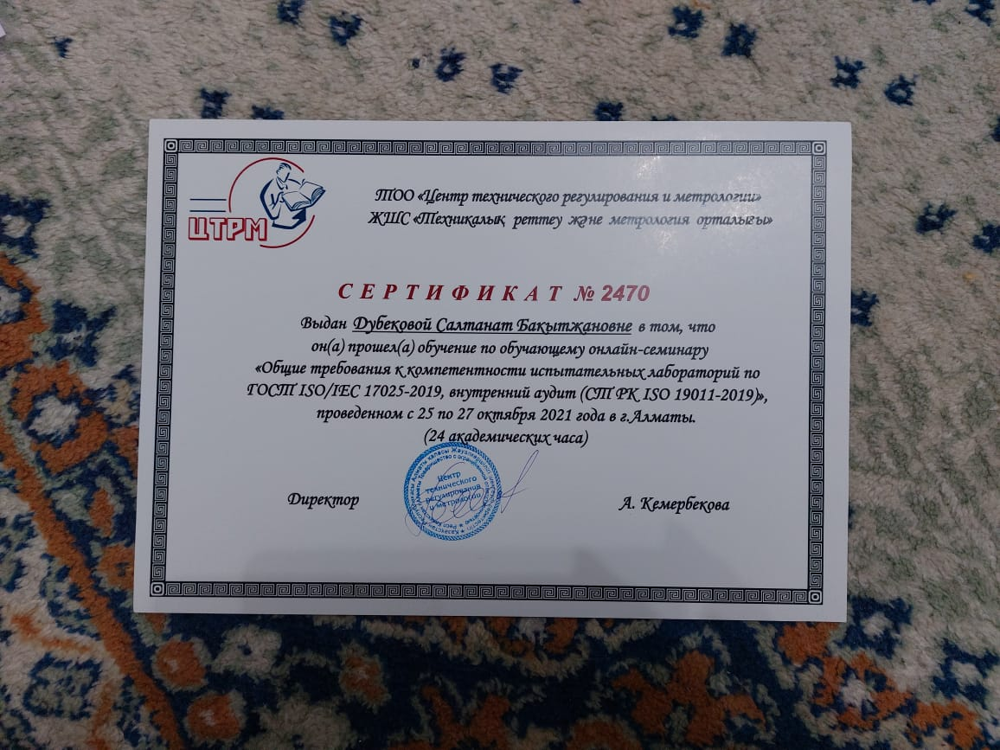 ЦТРМ
ТОО «Центр технического регулирования и метрологии»
ЖШС «Техникалық реттеу және метрология орталығы»
СЕРТИФИКАТ № 2470
Выдан Дубековой Салтанат Бакытжановне в том, что
он(а) прошел(а) обучение по обучающему онлайн-семинару
«Общие требования к компетентности испытательных лабораторий по
ГОСТ ISO/IEC 17025-2019, внутренний аудит (СТ РК ISO 19011-2019)»,
проведенном с 25 по 27 октября 2021 года в г.Алматы.
(24 академических часа)
Центр
технического
регулирования
и метрологии
Директор
А. Кемербекова